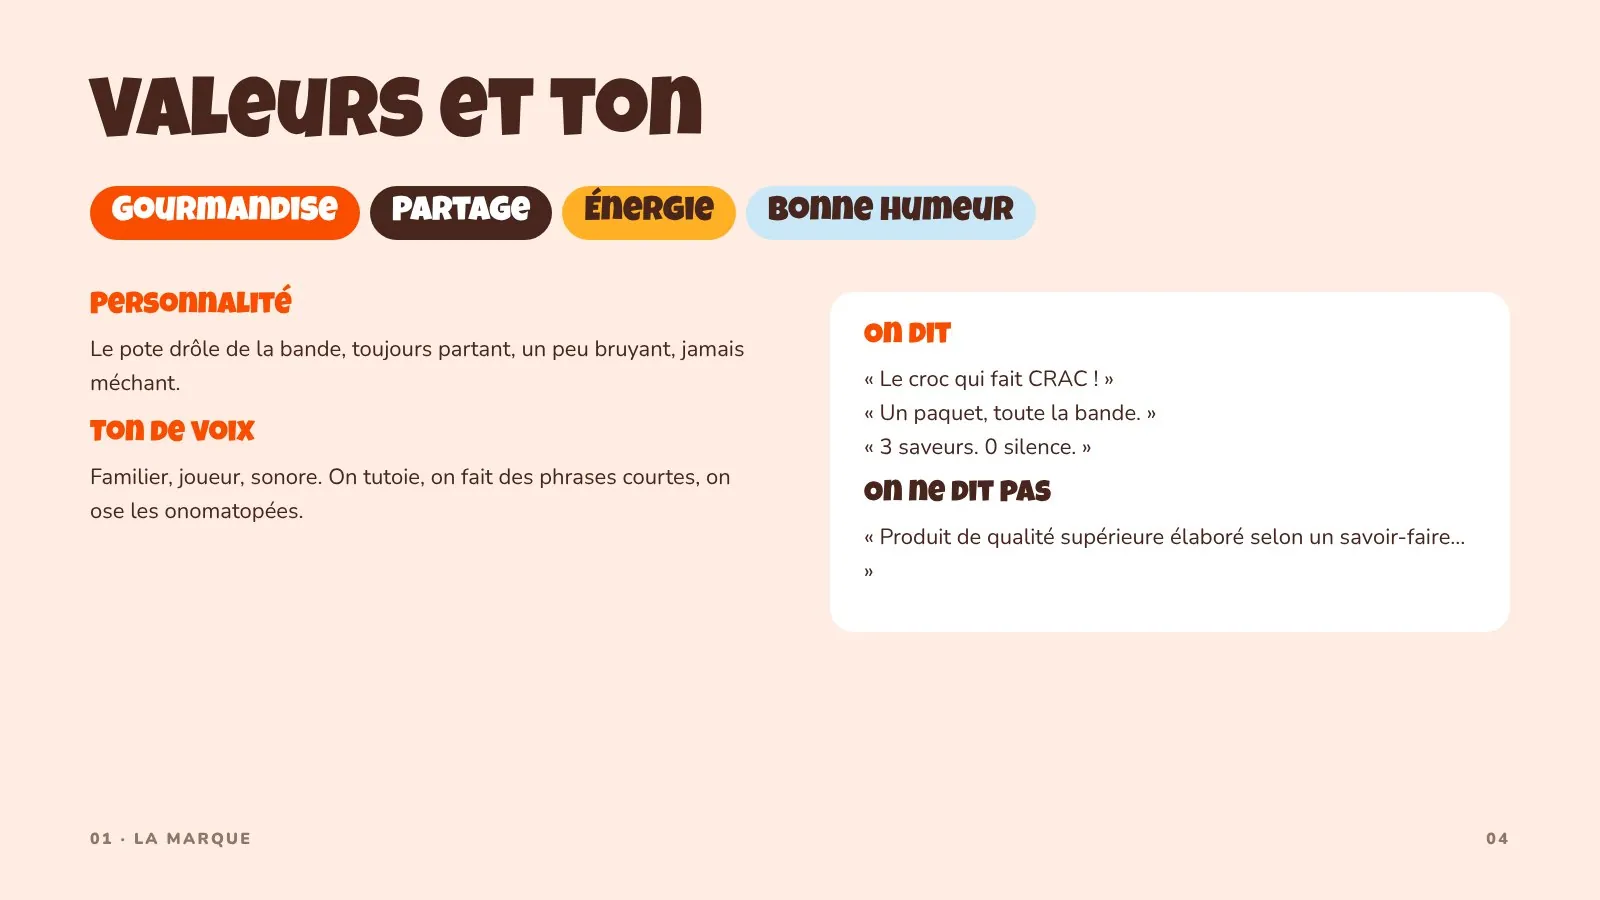 Valeurs et ton
Gourmandise
Partage
Énergie
Bonne humeur
Personnalité
Le pote drôle de la bande, toujours partant, un peu bruyant, jamais
méchant.
Ton de voix
Familier, joueur, sonore. On tutoie, on fait des phrases courtes, on
ose les onomatopées.
On dit
« Le croc qui fait CRAC ! »
« Un paquet, toute la bande. »
« 3 saveurs. 0 silence. »
On ne dit pas
« Produit de qualité supérieure élaboré selon un savoir-faire…
»
01 · LA MARQUE
04